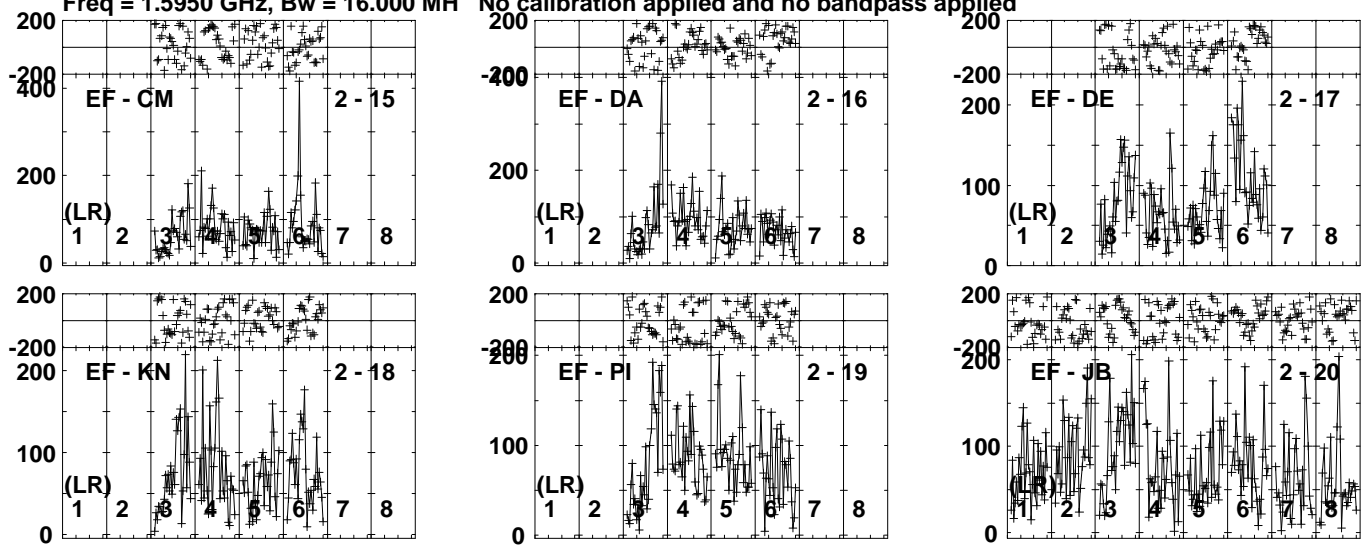 Freq = 1.5950 GHz, Bw = 16.000 MH No calibration applied and no bandpass applied
200 200 200
-200 -200
400 400 -200
EF - CM 2 - 15 EF - DA 2 - 16 EF - DE 2 - 17
200
200 200
100
(LR) (LR) (LR)
1 2 3 4 5 6 7 8 1 2 3 4 5 6 7 8 1 2 3 4 5 6 7 8
0 0 0
200 200 200
-200 -200 -200
200 200 200
EF - KN 2 - 18 EF - PI 2 - 19 EF - JB 2 - 20
100 100 100
(LR) (LR) (LR)
1 2 3 4 5 6 7 8 1 2 3 4 5 6 7 8 1 2 3 4 5 6 7 8
0 0 0